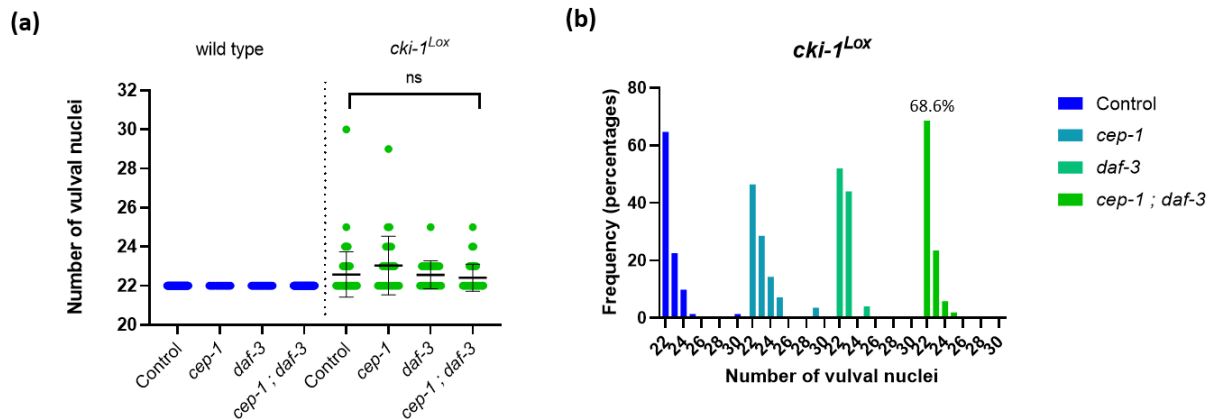 (a)
wild type
cki-1Lox
ns
Number of vulval nuclei
32
30
28
26
24
22
20
Control
cep-1
daf-3
cep-1 ; daf-3
Control
cep-1
daf-3
cep-1 ; daf-3
(b)
cki-1Lox
Frequency (percentages)
80
60
40
20
0
68.6%
22 24 26 28 30 22 24 26 28 30 22 24 26 28 30 22 24 26 28 30
Number of vulval nuclei
Control
cep-1
daf-3
cep-1 ; daf-3